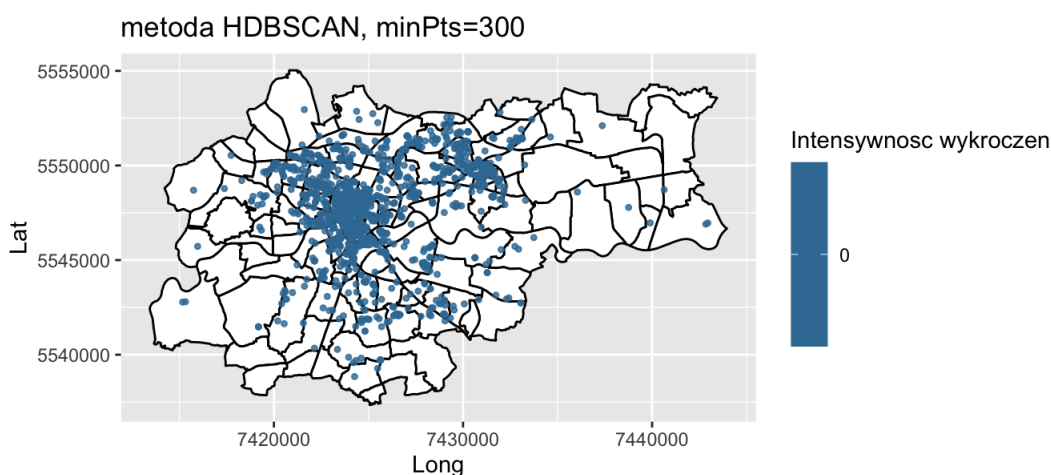 metoda HDBSCAN, minPts=300
5555000
5550000
5545000
5540000
Lat
7420000
7430000
7440000
Long
Intensywnosc wykroczen
0